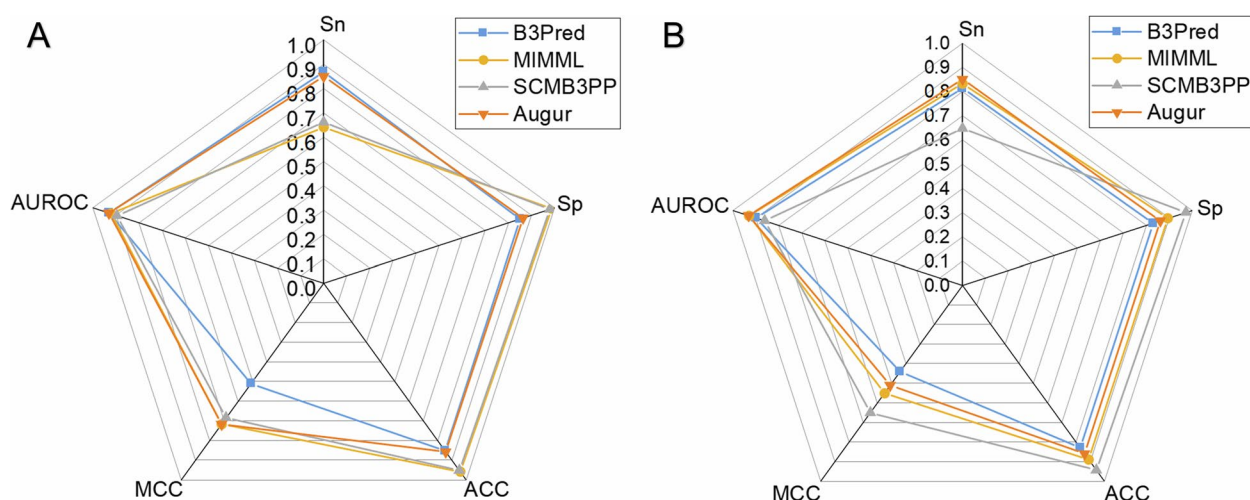 A
Sn
1.0
0.9
0.8
0.7
0.6
0.5
0.4
0.3
0.2
0.1
0.0
AUROC
Sp
MCC
ACC
B3Pred
MIMML
SCMB3PP
Augur
B
Sn
1.0
0.9
0.8
0.7
0.6
0.5
0.4
0.3
0.2
0.1
0.0
AUROC
Sp
MCC
ACC
B3Pred
MIMML
SCMB3PP
Augur